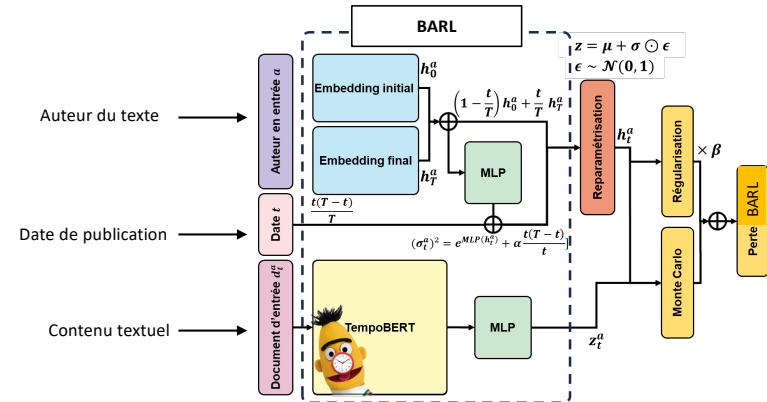 BARL
z = μ + σ ⊙ ϵ
ϵ ~ 𝒩(0, 1)
Auteur du texte
Auteur en entrée a
Embedding initial
h_0^a
(1 − t/T) h_0^a + t/T h_T^a
Embedding final
h_T^a
MLP
Reparamétrisation
h_t^a
Régularisation
× β
Date de publication
Date t
t(T − t)/T
(σ_t^a)² = e^{MLP(h_t^a)} + α t(T − t)/t]
Perte BARL
Contenu textuel
Document d'entrée d_t^a
TempoBERT
MLP
z_t^a
Monte Carlo